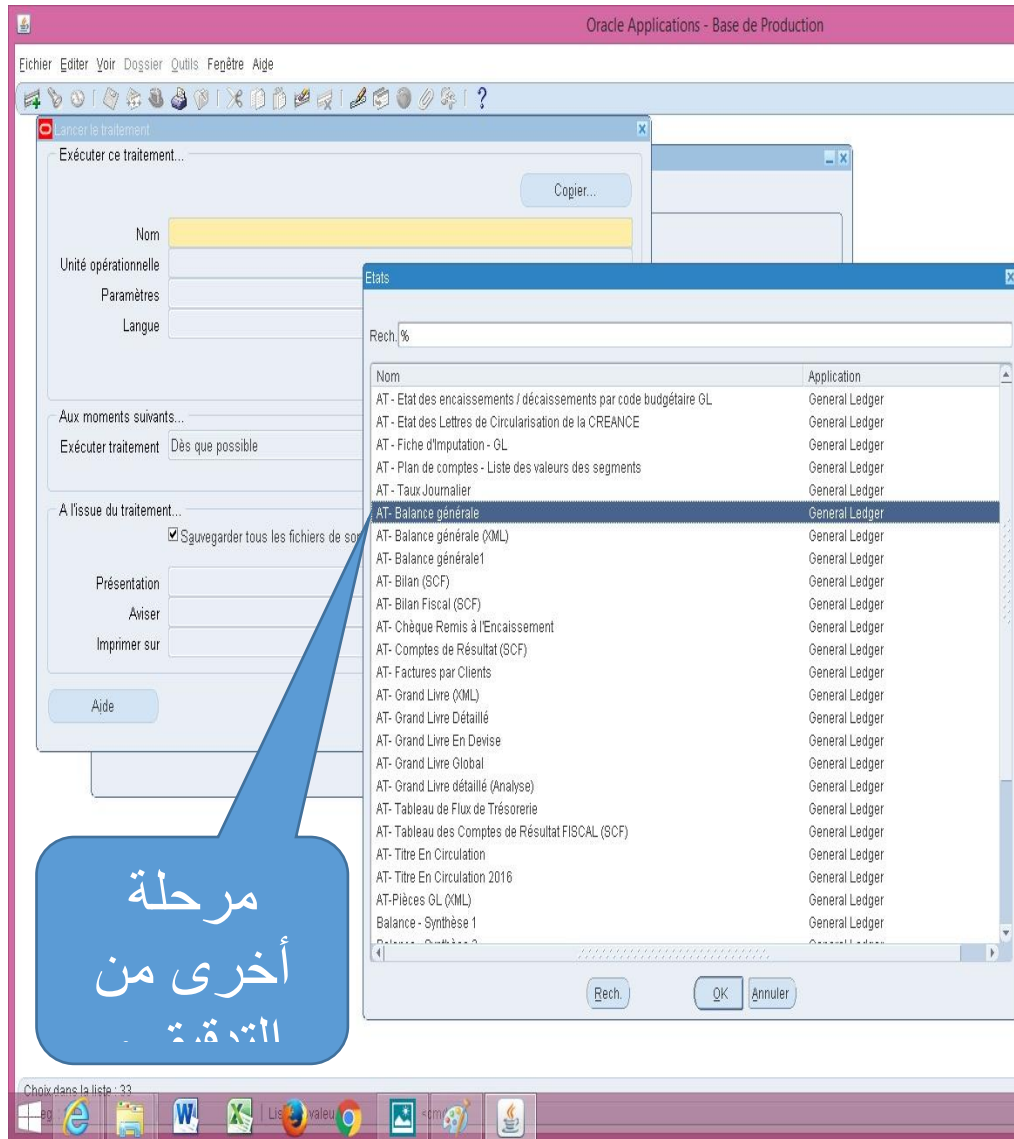 Oracle Applications - Base de Production
Fichier Editer Voir Dossier Outils Fenêtre Aide
Lancer le traitement
Exécuter ce traitement...
Copier...
Nom
Unité opérationnelle
Paramètres
Langue
Aux moments suivants...
Exécuter traitement Dès que possible
A l'issue du traitement...
Sauvegarder tous les fichiers de
Présentation
Aviser
Imprimer sur
Aide
Etats
Rech. %
Nom Application
AT - Etat des encaissements / décaissements par code budgétaire GL General Ledger
AT - Etat des Lettres de Circularisation de la CREANCE General Ledger
AT - Fiche d'Imputation - GL General Ledger
AT - Plan de comptes - Liste des valeurs des segments General Ledger
AT - Taux Journalier General Ledger
AT- Balance générale General Ledger
AT- Balance générale (XML) General Ledger
AT- Balance générale1 General Ledger
AT- Bilan (SCF) General Ledger
AT- Bilan Fiscal (SCF) General Ledger
AT- Chèque Remis à l'Encaissement General Ledger
AT- Comptes de Résultat (SCF) General Ledger
AT- Factures par Clients General Ledger
AT- Grand Livre (XML) General Ledger
AT- Grand Livre Détaillé General Ledger
AT- Grand Livre En Devise General Ledger
AT- Grand Livre Global General Ledger
AT- Grand Livre détaillé (Analyse) General Ledger
AT- Tableau de Flux de Trésorerie General Ledger
AT- Tableau des Comptes de Résultat FISCAL (SCF) General Ledger
AT- Titre En Circulation General Ledger
AT- Titre En Circulation 2016 General Ledger
AT-Pièces GL (XML) General Ledger
Balance - Synthèse 1 General Ledger
Rech. OK Annuler
مرحلة
أخرى من
Choix dans la liste : 33